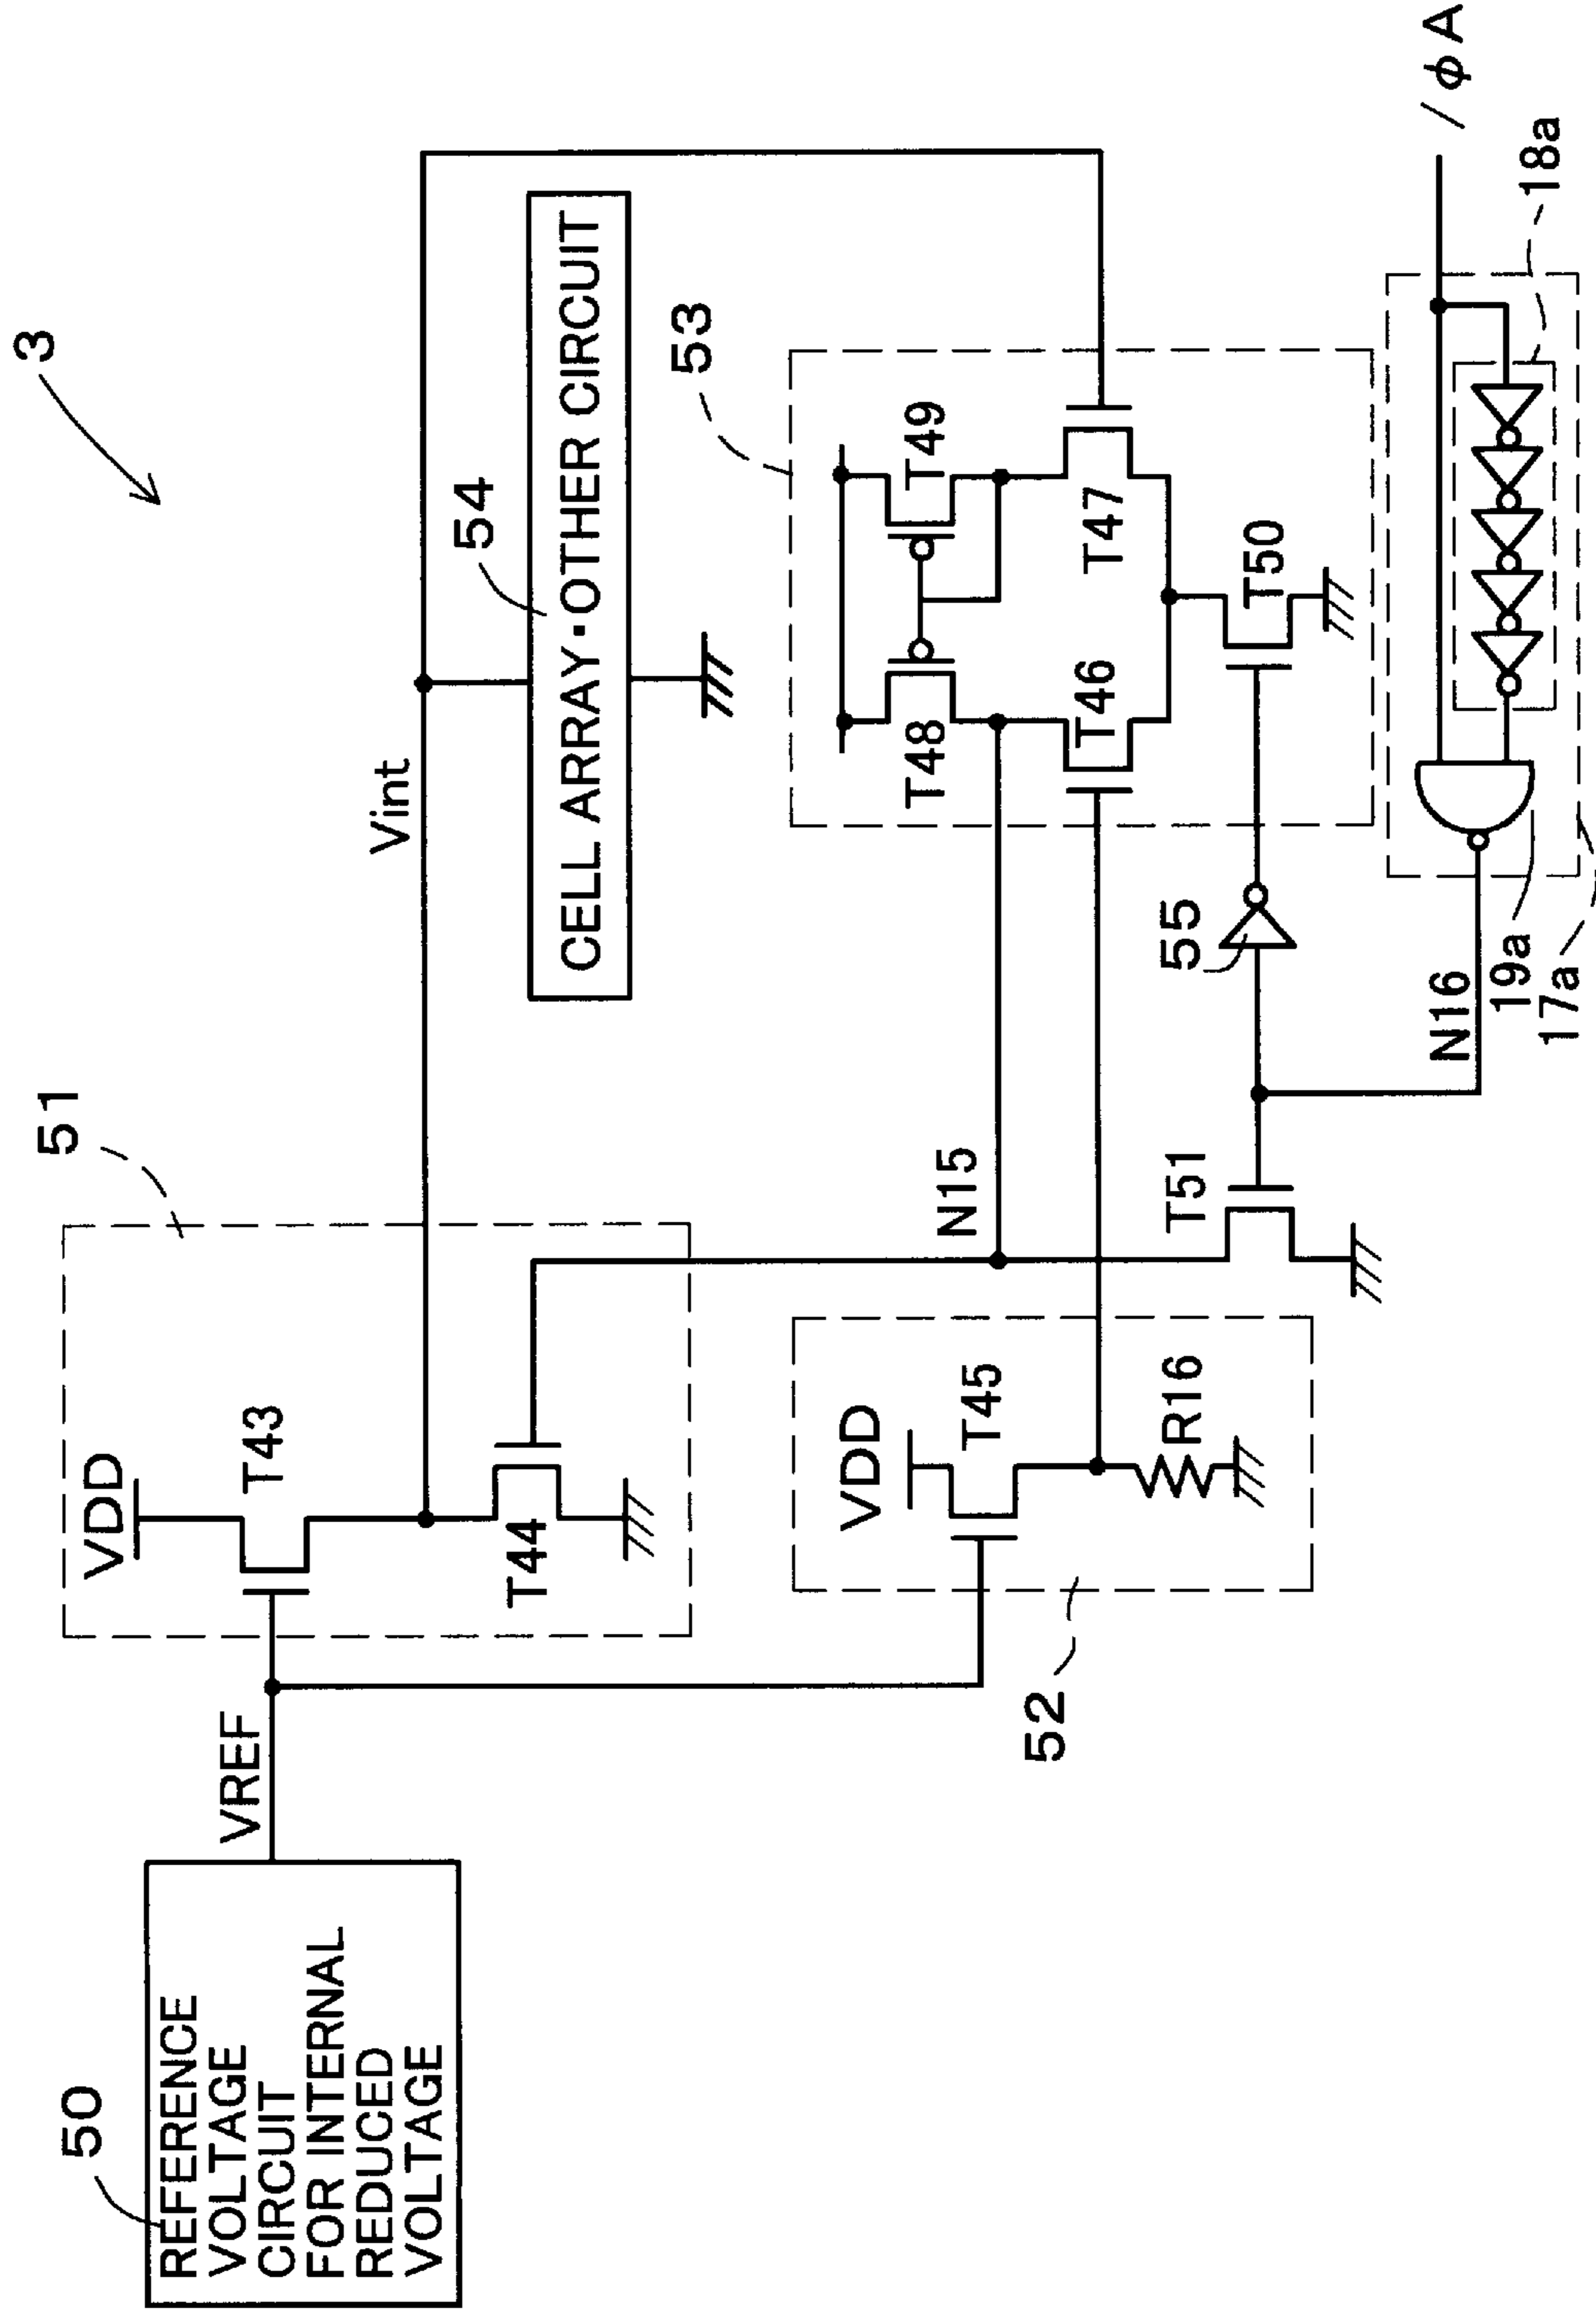 3
50
REFERENCE
VOLTAGE
CIRCUIT
FOR INTERNAL
REDUCED
VOLTAGE
VREF
51
VDD
T43
T44
Vint
54
CELL ARRAY·OTHER CIRCUIT
52
VDD
T45
R16
N15
T51
53
T48
T49
T46
T47
T50
55
N16
19a
17a
18a
/φA